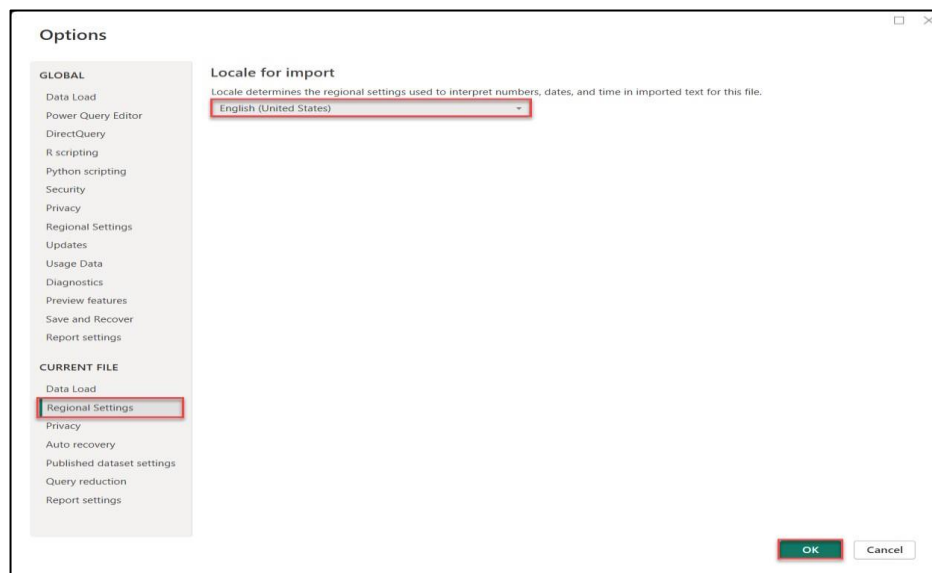 Options
GLOBAL
Data Load
Power Query Editor
DirectQuery
R scripting
Python scripting
Security
Privacy
Regional Settings
Updates
Usage Data
Diagnostics
Preview features
Save and Recover
Report settings
CURRENT FILE
Data Load
Regional Settings
Privacy
Auto recovery
Published dataset settings
Query reduction
Report settings
Locale for import
Locale determines the regional settings used to interpret numbers, dates, and time in imported text for this file.
English (United States)
OK
Cancel